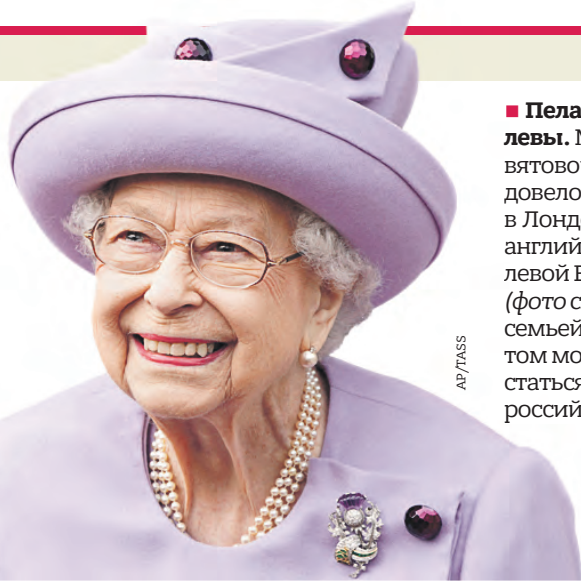 ■ Пела
левы.
вятово
довело
в Лонд
англий
левой
(фото с
семьей
том мо
статься
россий
AP/TASS